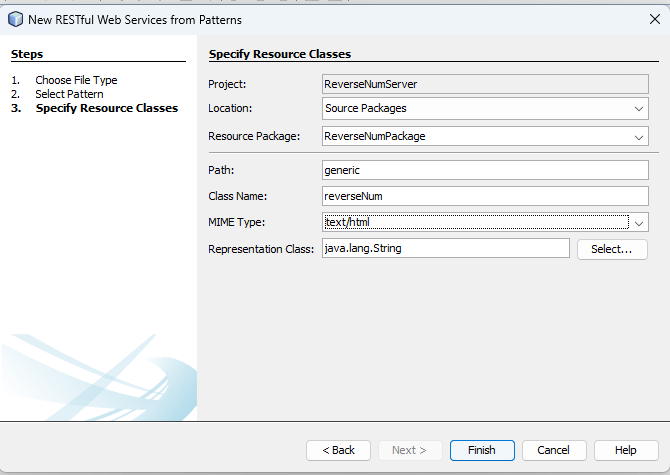 New RESTful Web Services from Patterns
Steps
1. Choose File Type
2. Select Pattern
3. Specify Resource Classes
Specify Resource Classes
Project: ReverseNumServer
Location: Source Packages
Resource Package: ReverseNumPackage
Path: generic
Class Name: reverseNum
MIME Type: text/html
Representation Class: java.lang.String Select...
< Back Next > Finish Cancel Help